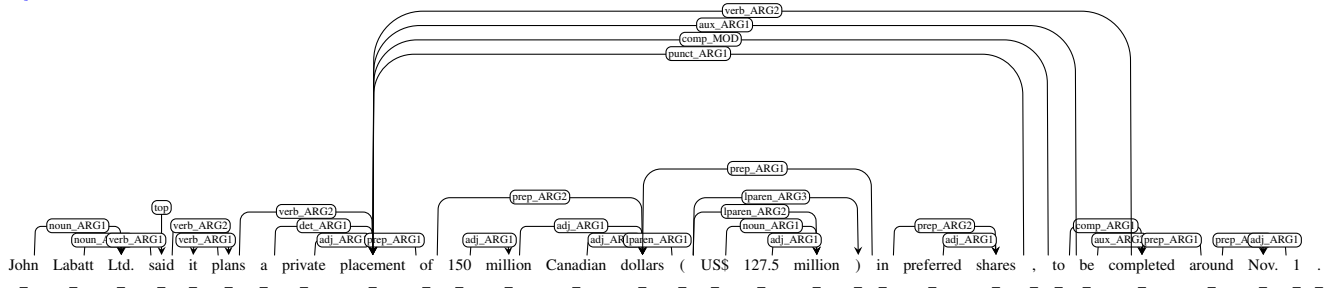 verb_ARG2
aux_ARG1
comp_MOD
punct_ARG1
prep_ARG1
top
prep_ARG2 lparen_ARG3
verb_ARG2 lparen_ARG2
noun_ARG1 verb_ARG2 det_ARG1 adj_ARG1 noun_ARG1 prep_ARG2 comp_ARG1
verb_ARG1 verb_ARG1 prep_ARG1 adj_ARG1 lparen_ARG1 adj_ARG1 adj_ARG1 prep_ARG1 adj_ARG1
John Labatt Ltd. said it plans a private placement of 150 million Canadian dollars ( US$ 127.5 million ) in preferred shares , to be completed around Nov. 1 .
_ _ _ _ _ _ _ _ _ _ _ _ _ _ _ _ _ _ _ _ _ _ _ _ _ _ _ _ _ _